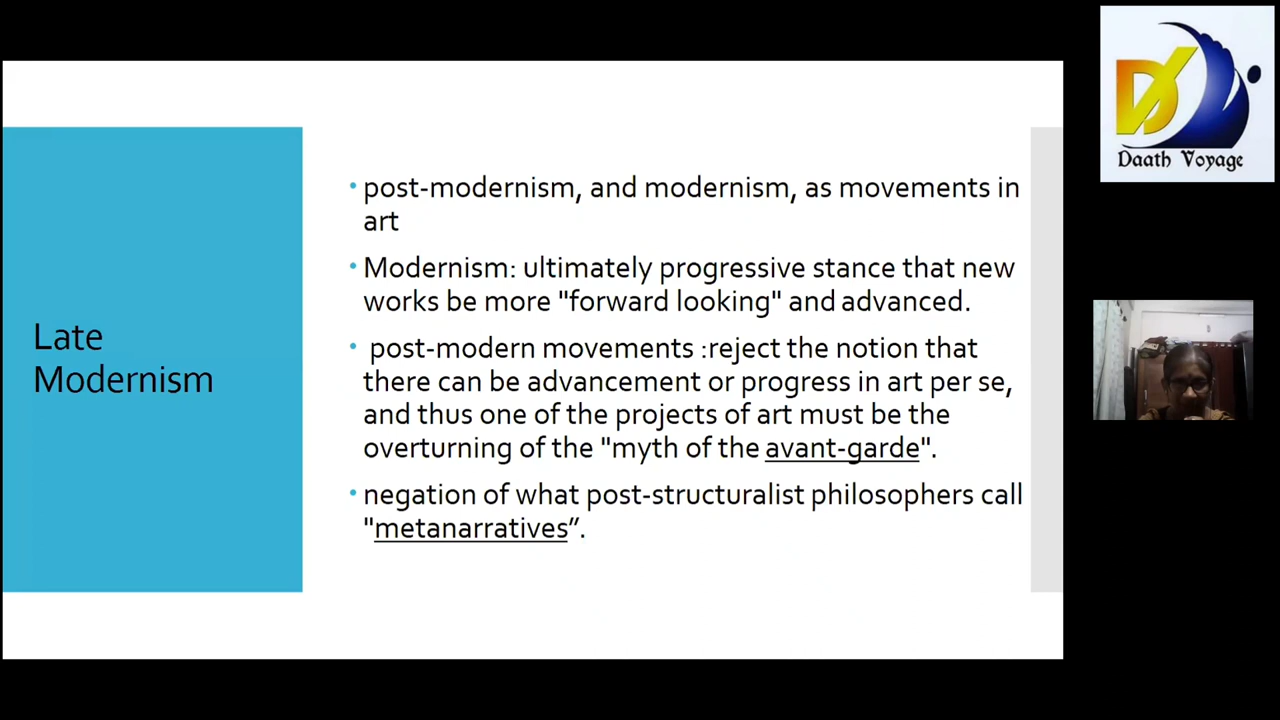 Late
Modernism
• post-modernism, and modernism, as movements in
art
• Modernism: ultimately progressive stance that new
works be more "forward looking" and advanced.
• post-modern movements :reject the notion that
there can be advancement or progress in art per se,
and thus one of the projects of art must be the
overturning of the "myth of the avant-garde".
• negation of what post-structuralist philosophers call
"metanarratives”.
D
Daath Voyage